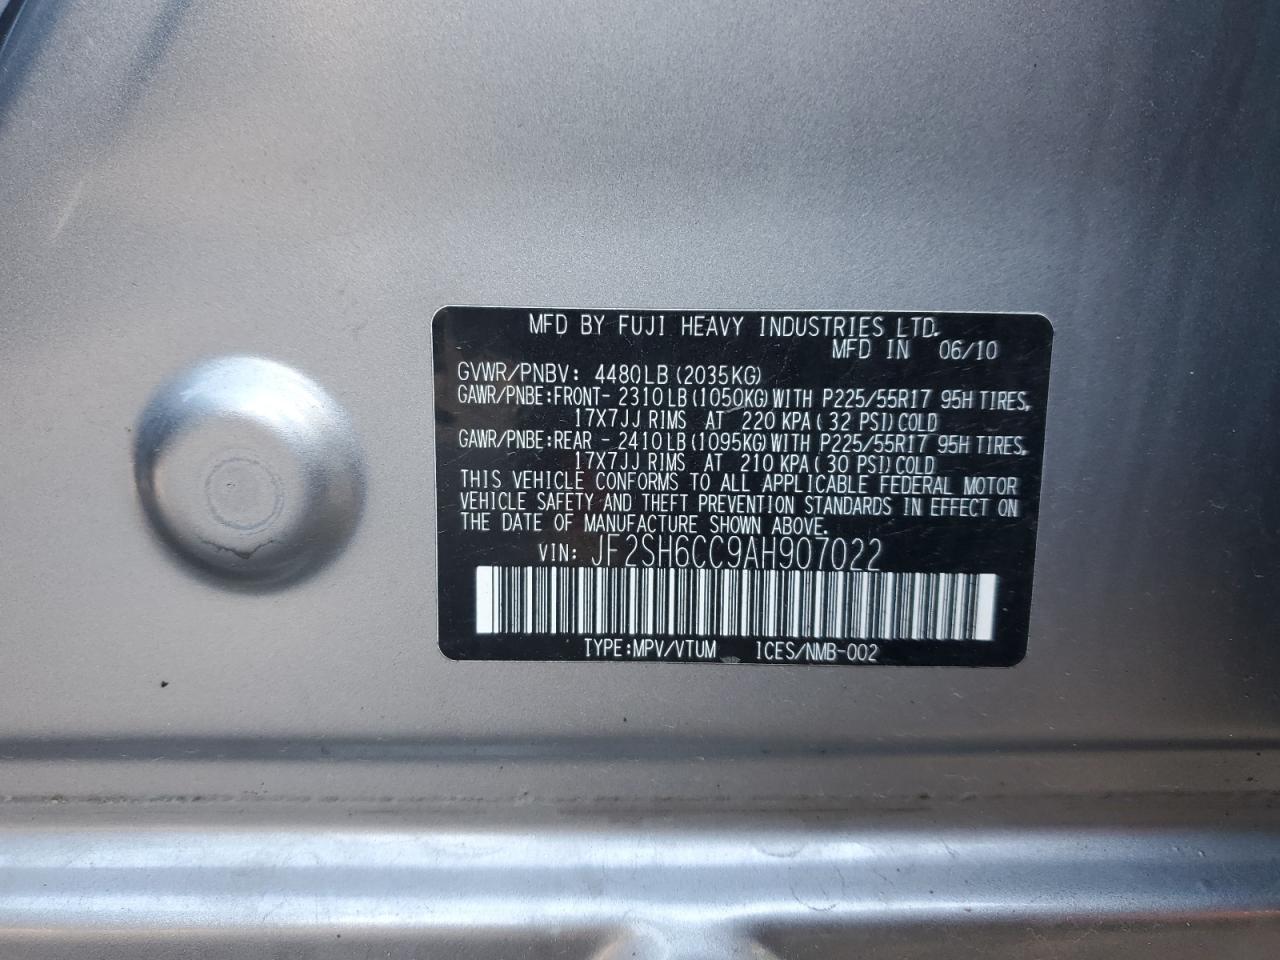 MFD BY FUJI HEAVY INDUSTRIES LTD.
MFD IN 06/10
GVWR/PNBV: 4480LB (2035KG)
GAWR/PNBE:FRONT- 2310LB (1050KG) WITH P225/55R17 95H TIRES,
17X7JJ RIMS AT 220 KPA ( 32 PSI) COLD
GAWR/PNBE:REAR - 2410LB (1095KG) WITH P225/55R17 95H TIRES,
17X7JJ RIMS AT 210 KPA ( 30 PSI) COLD
THIS VEHICLE CONFORMS TO ALL APPLICABLE FEDERAL MOTOR
VEHICLE SAFETY AND THEFT PREVENTION STANDARDS IN EFFECT ON
THE DATE OF MANUFACTURE SHOWN ABOVE.
VIN: JF2SH6CC9AH907022
TYPE:MPV/VTUM ICES/NMB-002